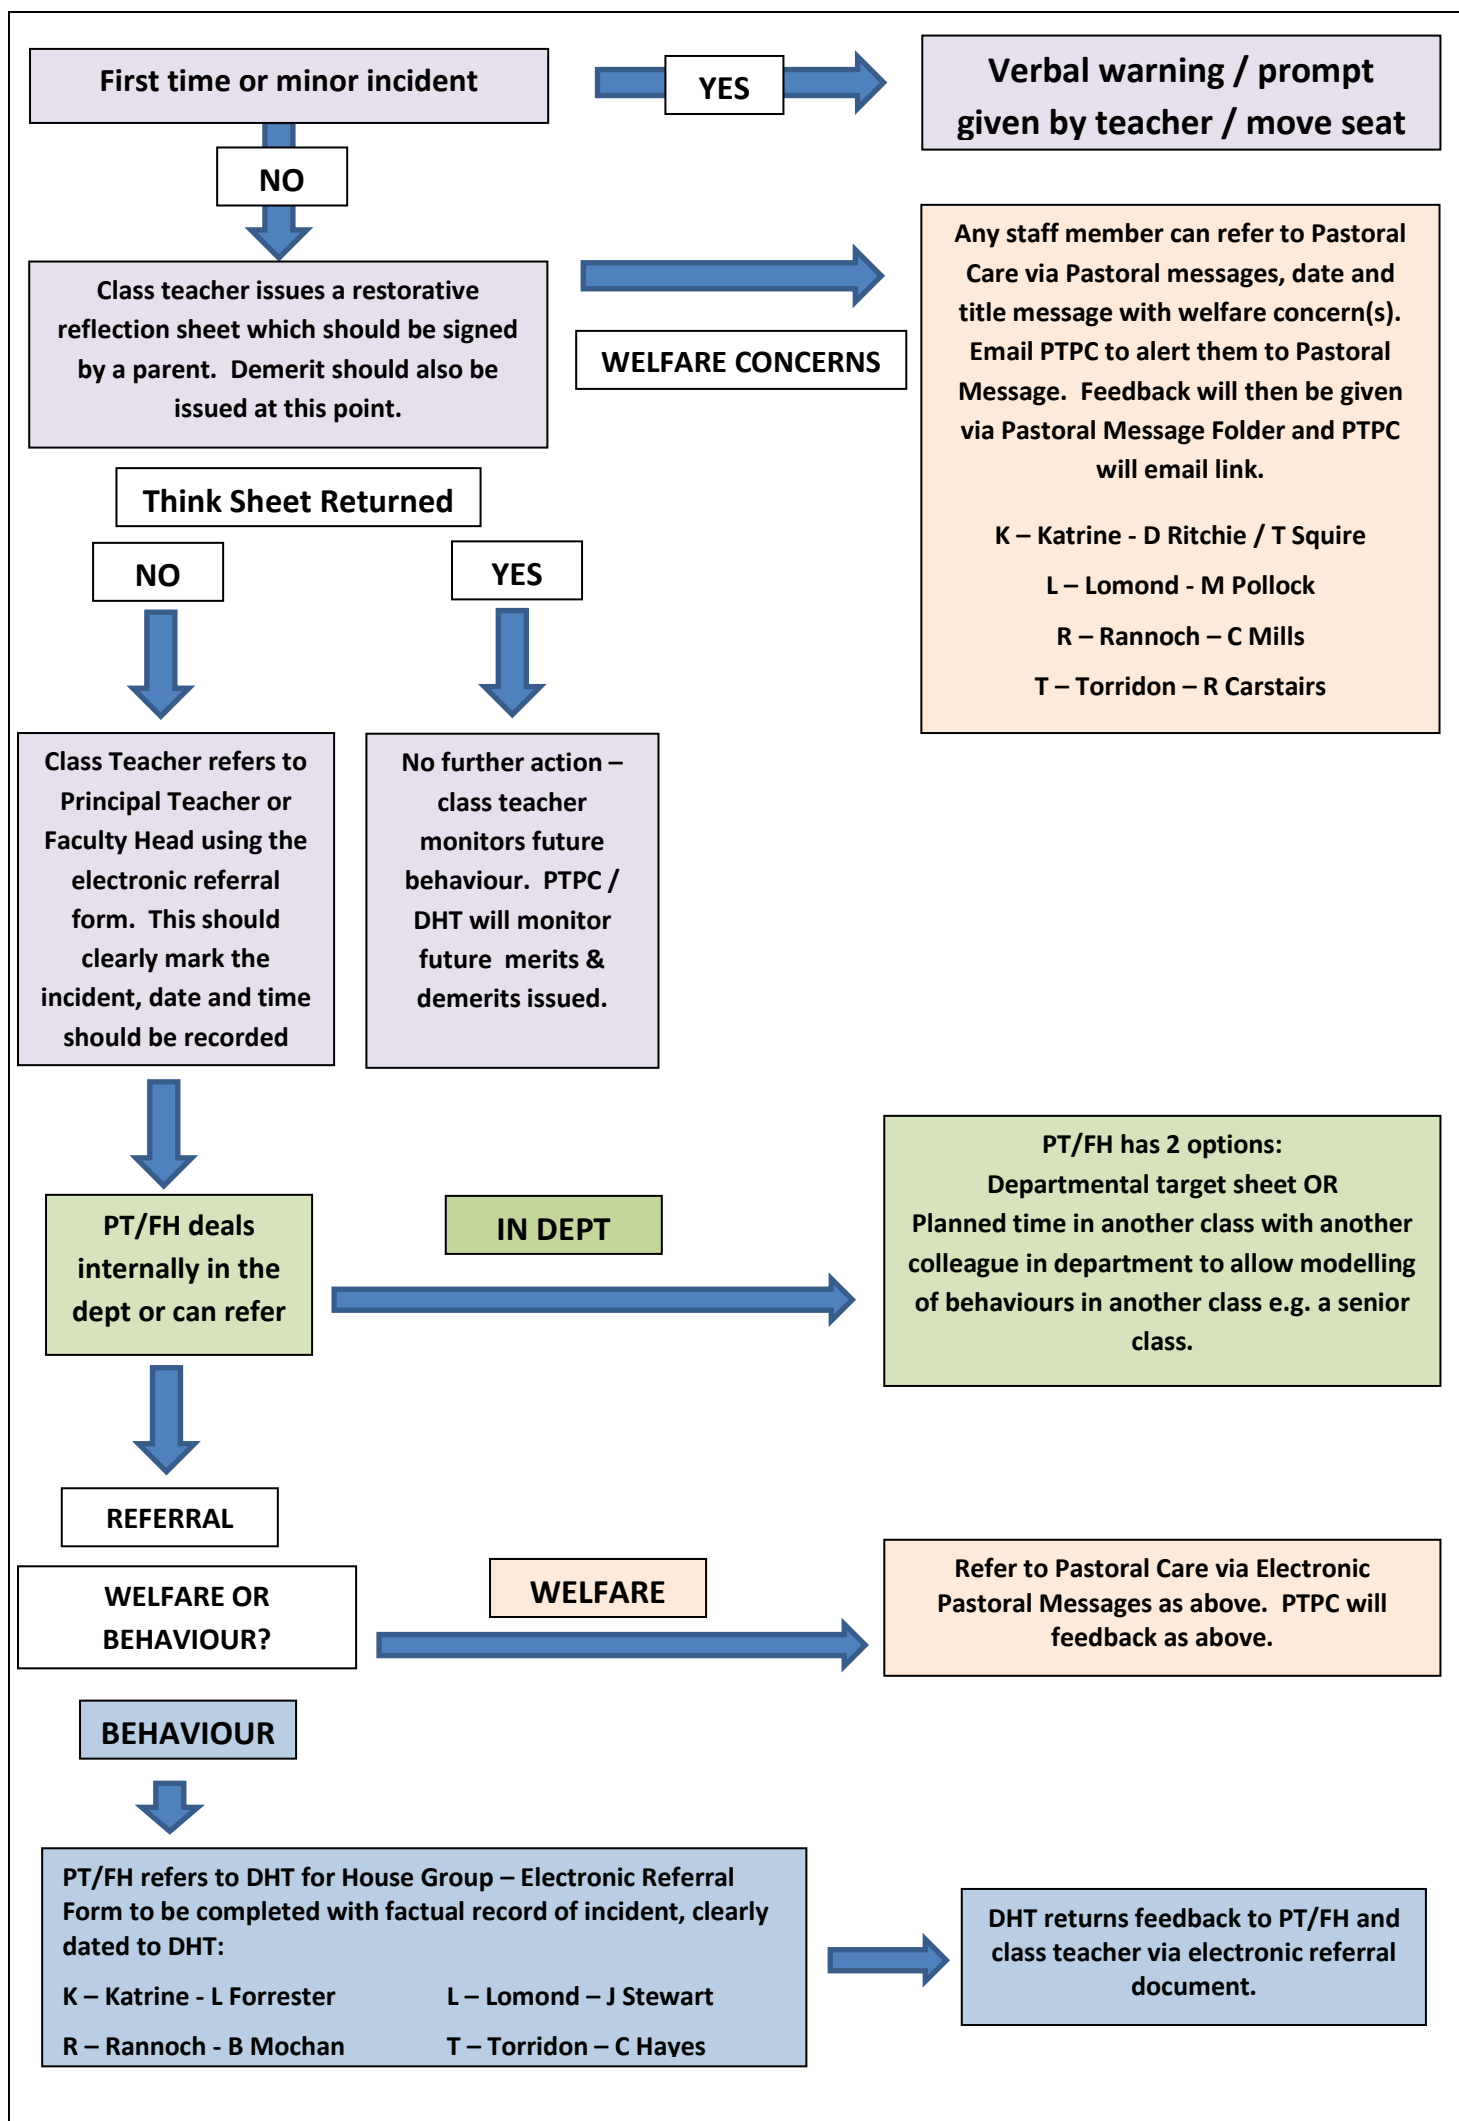 First time or minor incident
YES
Verbal warning / prompt
given by teacher / move seat
NO
Class teacher issues a restorative
reflection sheet which should be signed
by a parent.  Demerit should also be
issued at this point.
WELFARE CONCERNS
Any staff member can refer to Pastoral
Care via Pastoral messages, date and
title message with welfare concern(s).
Email PTPC to alert them to Pastoral
Message.  Feedback will then be given
via Pastoral Message Folder and PTPC
will email link.
K – Katrine - D Ritchie / T Squire
L – Lomond - M Pollock
R – Rannoch – C Mills
T – Torridon – R Carstairs
Think Sheet Returned
NO
YES
Class Teacher refers to
Principal Teacher or
Faculty Head using the
electronic referral
form.  This should
clearly mark the
incident, date and time
should be recorded
No further action –
class teacher
monitors future
behaviour.  PTPC /
DHT will monitor
future  merits &
demerits issued.
PT/FH deals
internally in the
dept or can refer
IN DEPT
PT/FH has 2 options:
Departmental target sheet OR
Planned time in another class with another
colleague in department to allow modelling
of behaviours in another class e.g. a senior
class.
REFERRAL
WELFARE OR
BEHAVIOUR?
WELFARE
Refer to Pastoral Care via Electronic
Pastoral Messages as above.  PTPC will
feedback as above.
BEHAVIOUR
PT/FH refers to DHT for House Group – Electronic Referral
Form to be completed with factual record of incident, clearly
dated to DHT:
K – Katrine - L Forrester L – Lomond – J Stewart
R – Rannoch - B Mochan T – Torridon – C Hayes
DHT returns feedback to PT/FH and
class teacher via electronic referral
document.